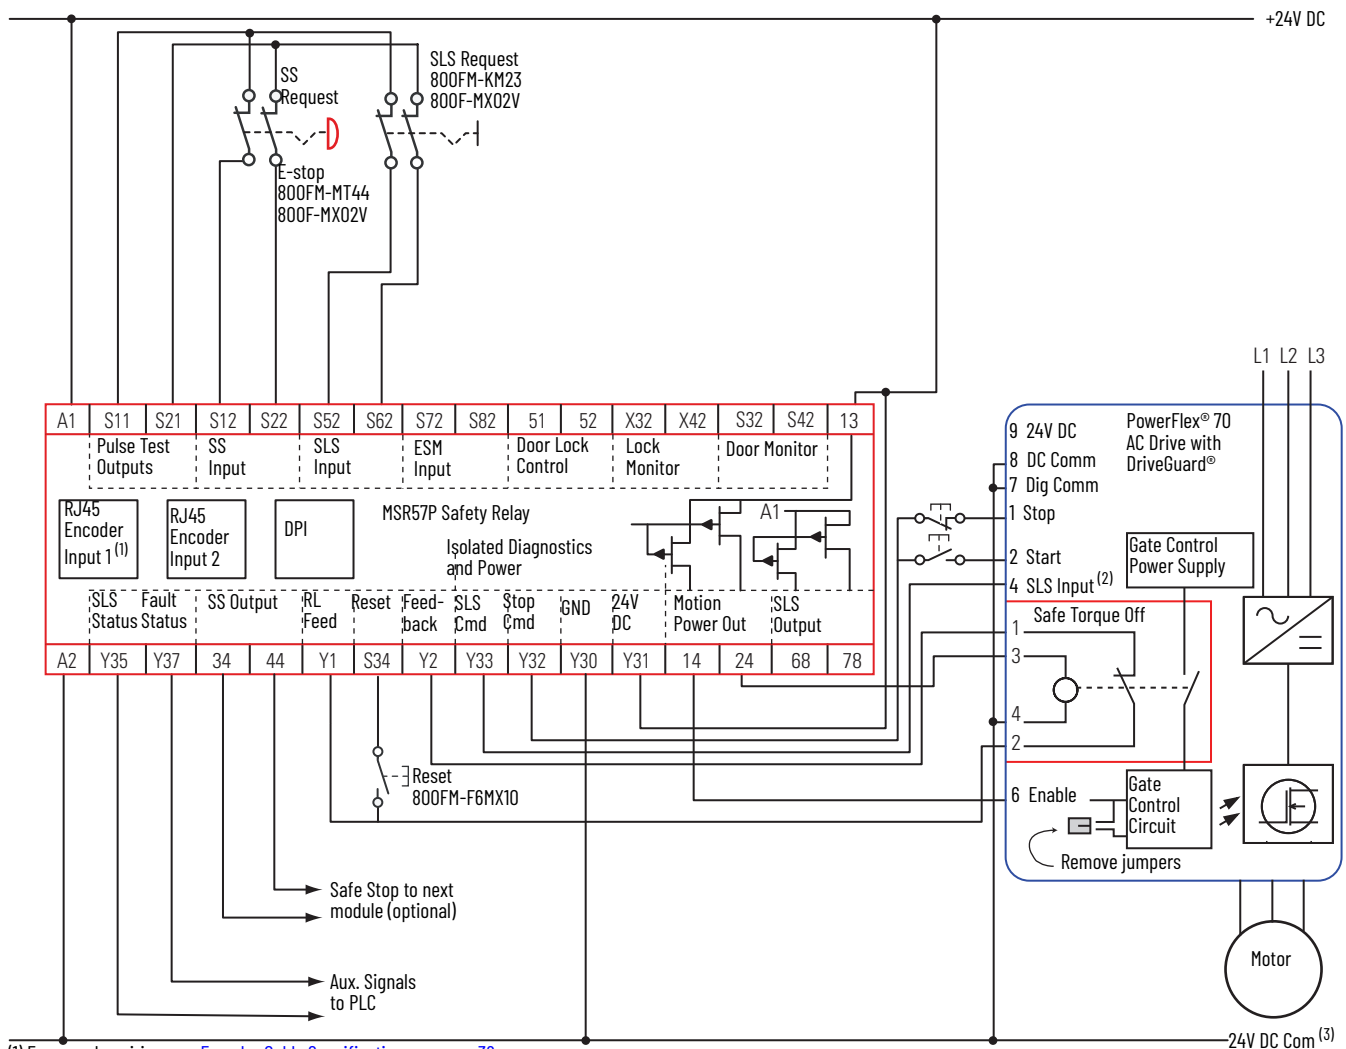 +24V DC
SS
Request
SLS Request
800FM-KM23
800F-MX02V
E-stop
800FM-MT44
800F-MX02V
L1 L2 L3
A1 S11 S21 S12 S22 S52 S62 S72 S82 51 52 X32 X42 S32 S42 13
Pulse Test
Outputs
SS
Input
SLS
Input
ESM
Input
Door Lock
Control
Lock
Monitor
Door Monitor
RJ45
Encoder
Input 1 (1)
RJ45
Encoder
Input 2
DPI
MSR57P Safety Relay
Isolated Diagnostics
and Power
A1
SLS
Status
Fault
Status
SS Output
RL
Feed
Reset
Feed-
back
SLS
Cmd
Stop
Cmd
GND
24V
DC
Motion
Power Out
SLS
Output
A2 Y35 Y37 34 44 Y1 S34 Y2 Y33 Y32 Y30 Y31 14 24 68 78
Reset
800FM-F6MX10
Safe Stop to next
module (optional)
Aux. Signals
to PLC
PowerFlex® 70
AC Drive with
DriveGuard®
9 24V DC
8 DC Comm
7 Dig Comm
1 Stop
2 Start
4 SLS Input (2)
Gate Control
Power Supply
Safe Torque Off
1
3
4
2
6 Enable
Gate
Control
Circuit
Remove jumpers
Motor
24V DC Com (3)